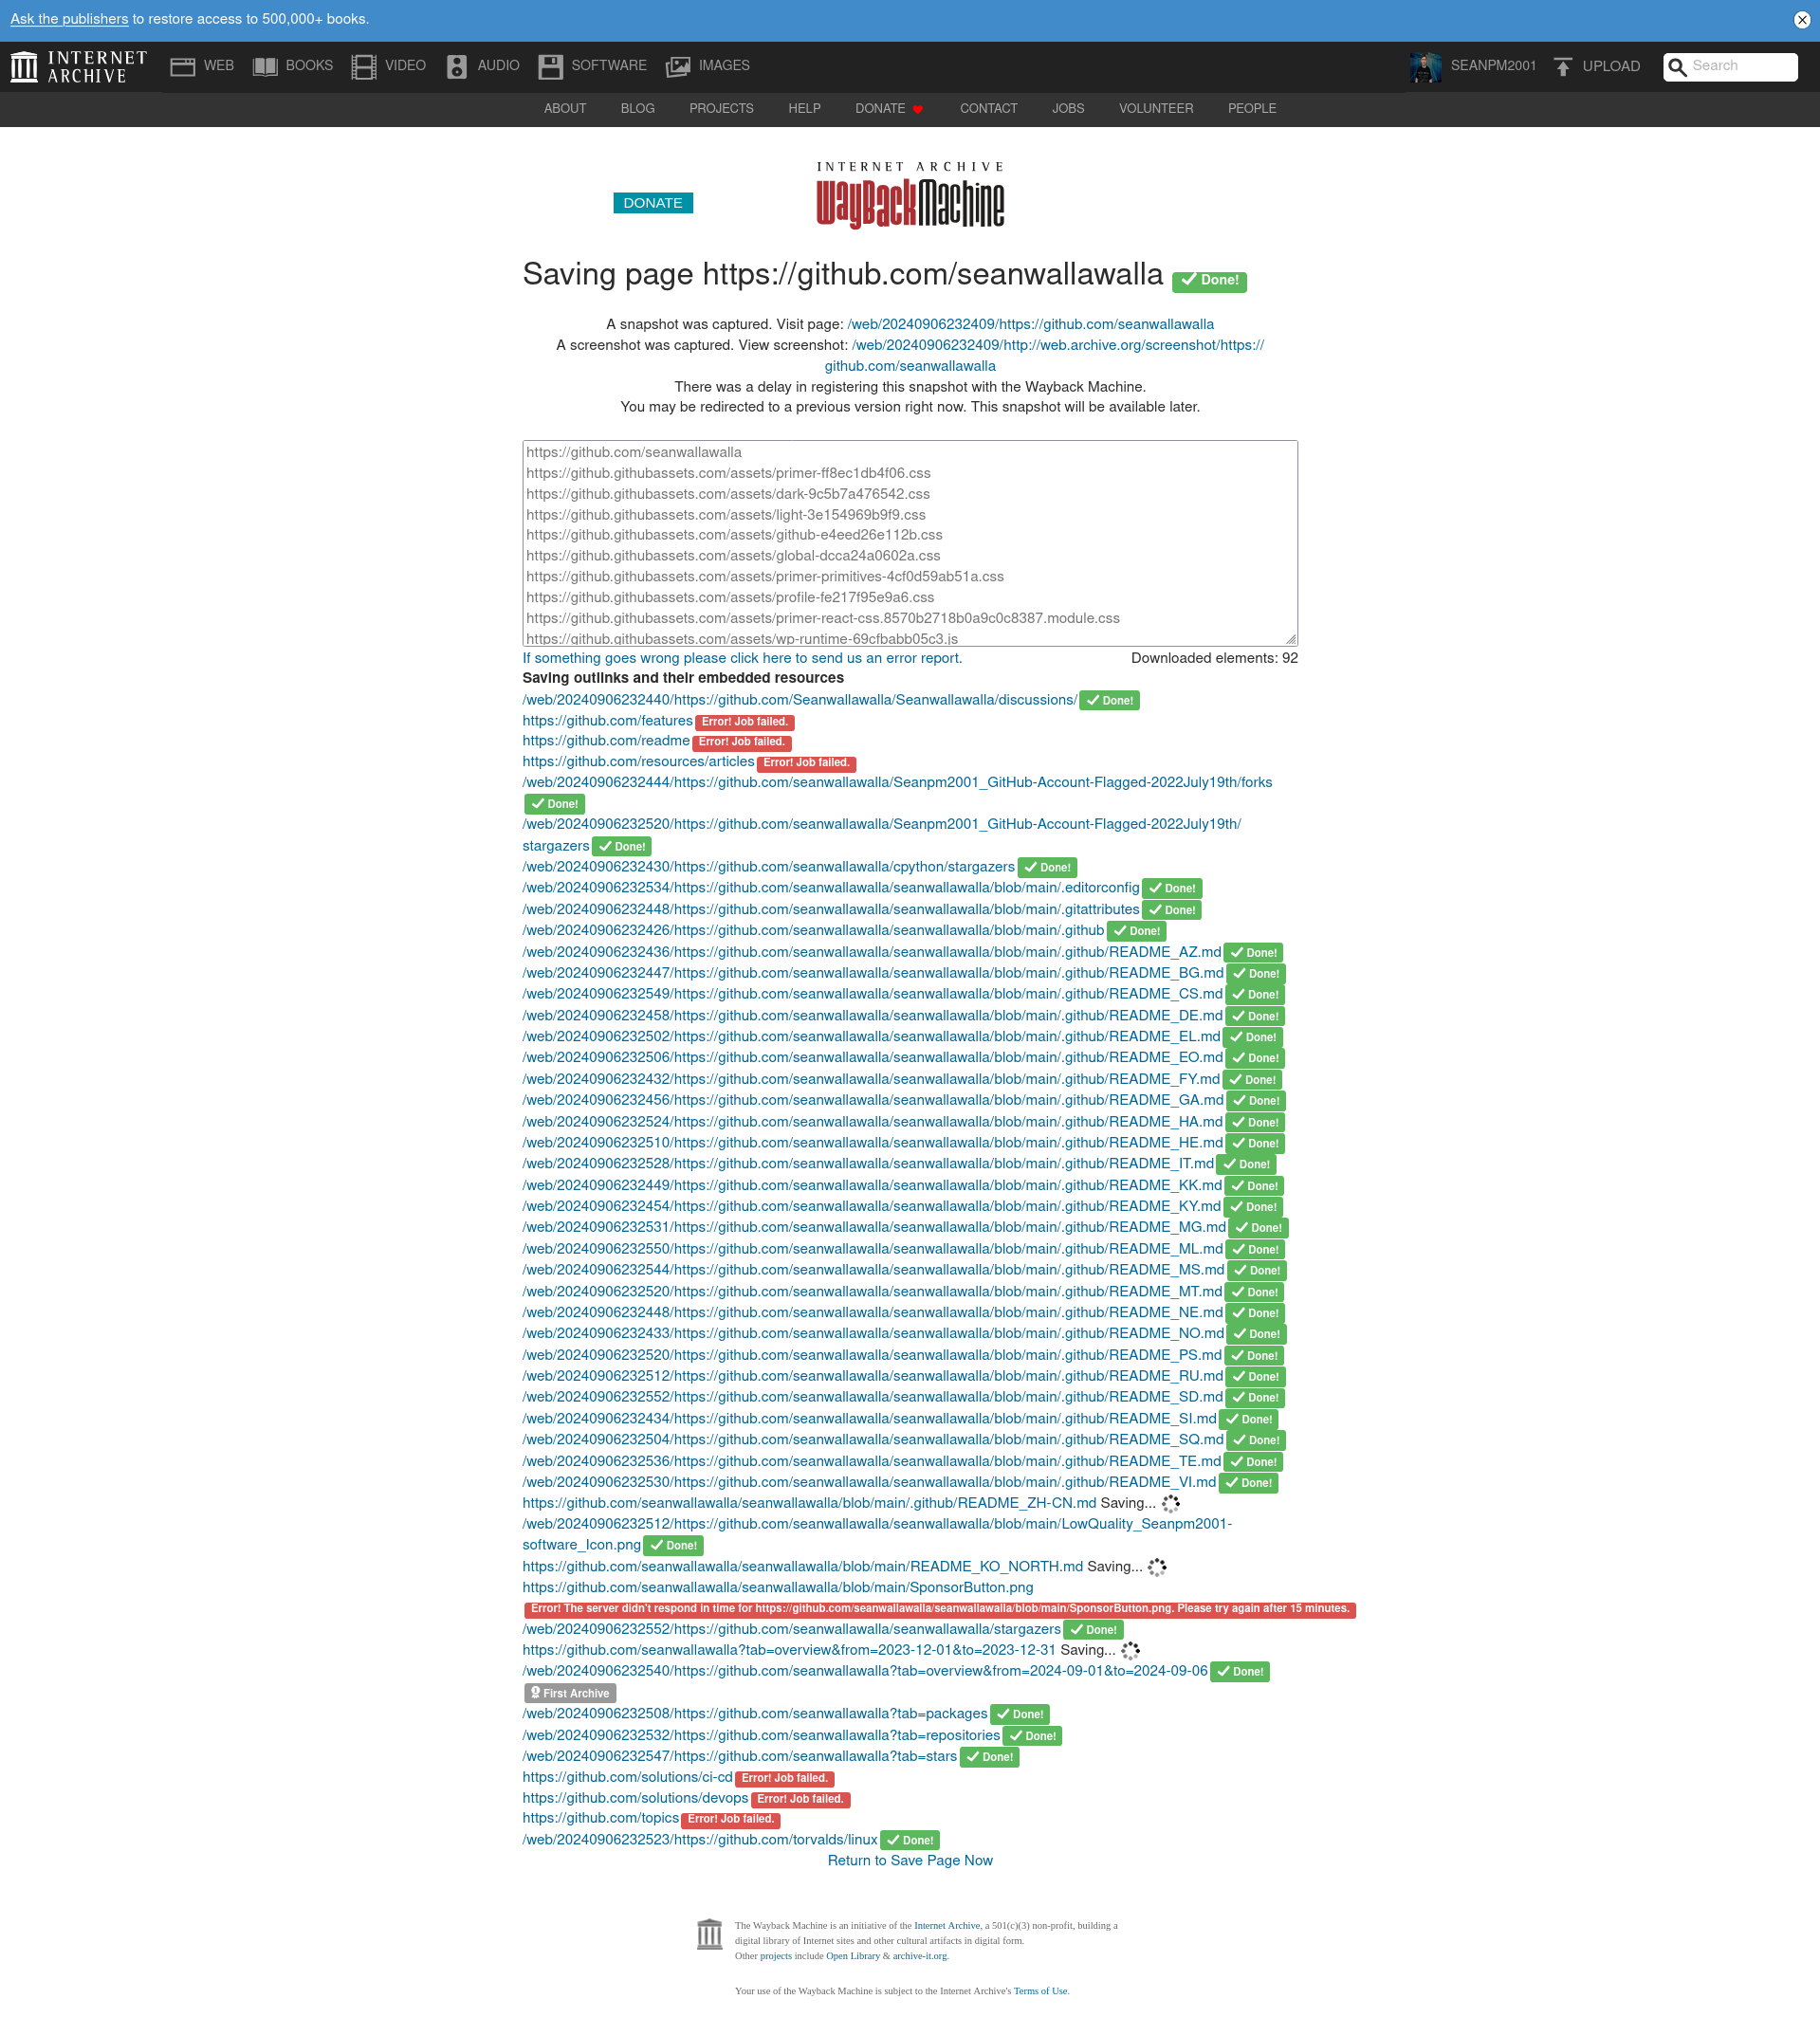 Ask the publishers to restore access to 500,000+ books.
INTERNET ARCHIVE
WEB BOOKS VIDEO AUDIO SOFTWARE IMAGES
SEANPM2001 UPLOAD Search
ABOUT BLOG PROJECTS HELP DONATE CONTACT JOBS VOLUNTEER PEOPLE
INTERNET ARCHIVE
WayBackMachine
DONATE
Saving page https://github.com/seanwallawalla Done!
A snapshot was captured. Visit page: /web/20240906232409/https://github.com/seanwallawalla
A screenshot was captured. View screenshot: /web/20240906232409/http://web.archive.org/screenshot/https://
github.com/seanwallawalla
There was a delay in registering this snapshot with the Wayback Machine.
You may be redirected to a previous version right now. This snapshot will be available later.
https://github.com/seanwallawalla
https://github.githubassets.com/assets/primer-ff8ec1db4f06.css
https://github.githubassets.com/assets/dark-9c5b7a476542.css
https://github.githubassets.com/assets/light-3e154969b9f9.css
https://github.githubassets.com/assets/github-e4eed26e112b.css
https://github.githubassets.com/assets/global-dcca24a0602a.css
https://github.githubassets.com/assets/primer-primitives-4cf0d59ab51a.css
https://github.githubassets.com/assets/profile-fe217f95e9a6.css
https://github.githubassets.com/assets/primer-react-css.8570b2718b0a9c0c8387.module.css
https://github.githubassets.com/assets/wp-runtime-69cfbabb05c3.js
If something goes wrong please click here to send us an error report. Downloaded elements: 92
Saving outlinks and their embedded resources
/web/20240906232440/https://github.com/Seanwallawalla/Seanwallawalla/discussions/ Done!
https://github.com/features Error! Job failed.
https://github.com/readme Error! Job failed.
https://github.com/resources/articles Error! Job failed.
/web/20240906232444/https://github.com/seanwallawalla/Seanpm2001_GitHub-Account-Flagged-2022July19th/forks
Done!
/web/20240906232520/https://github.com/seanwallawalla/Seanpm2001_GitHub-Account-Flagged-2022July19th/
stargazers Done!
/web/20240906232430/https://github.com/seanwallawalla/cpython/stargazers Done!
/web/20240906232534/https://github.com/seanwallawalla/seanwallawalla/blob/main/.editorconfig Done!
/web/20240906232448/https://github.com/seanwallawalla/seanwallawalla/blob/main/.gitattributes Done!
/web/20240906232426/https://github.com/seanwallawalla/seanwallawalla/blob/main/.github Done!
/web/20240906232436/https://github.com/seanwallawalla/seanwallawalla/blob/main/.github/README_AZ.md Done!
/web/20240906232447/https://github.com/seanwallawalla/seanwallawalla/blob/main/.github/README_BG.md Done!
/web/20240906232549/https://github.com/seanwallawalla/seanwallawalla/blob/main/.github/README_CS.md Done!
/web/20240906232458/https://github.com/seanwallawalla/seanwallawalla/blob/main/.github/README_DE.md Done!
/web/20240906232502/https://github.com/seanwallawalla/seanwallawalla/blob/main/.github/README_EL.md Done!
/web/20240906232506/https://github.com/seanwallawalla/seanwallawalla/blob/main/.github/README_EO.md Done!
/web/20240906232432/https://github.com/seanwallawalla/seanwallawalla/blob/main/.github/README_FY.md Done!
/web/20240906232456/https://github.com/seanwallawalla/seanwallawalla/blob/main/.github/README_GA.md Done!
/web/20240906232524/https://github.com/seanwallawalla/seanwallawalla/blob/main/.github/README_HA.md Done!
/web/20240906232510/https://github.com/seanwallawalla/seanwallawalla/blob/main/.github/README_HE.md Done!
/web/20240906232528/https://github.com/seanwallawalla/seanwallawalla/blob/main/.github/README_IT.md Done!
/web/20240906232449/https://github.com/seanwallawalla/seanwallawalla/blob/main/.github/README_KK.md Done!
/web/20240906232454/https://github.com/seanwallawalla/seanwallawalla/blob/main/.github/README_KY.md Done!
/web/20240906232531/https://github.com/seanwallawalla/seanwallawalla/blob/main/.github/README_MG.md Done!
/web/20240906232550/https://github.com/seanwallawalla/seanwallawalla/blob/main/.github/README_ML.md Done!
/web/20240906232544/https://github.com/seanwallawalla/seanwallawalla/blob/main/.github/README_MS.md Done!
/web/20240906232520/https://github.com/seanwallawalla/seanwallawalla/blob/main/.github/README_MT.md Done!
/web/20240906232448/https://github.com/seanwallawalla/seanwallawalla/blob/main/.github/README_NE.md Done!
/web/20240906232433/https://github.com/seanwallawalla/seanwallawalla/blob/main/.github/README_NO.md Done!
/web/20240906232520/https://github.com/seanwallawalla/seanwallawalla/blob/main/.github/README_PS.md Done!
/web/20240906232512/https://github.com/seanwallawalla/seanwallawalla/blob/main/.github/README_RU.md Done!
/web/20240906232552/https://github.com/seanwallawalla/seanwallawalla/blob/main/.github/README_SD.md Done!
/web/20240906232434/https://github.com/seanwallawalla/seanwallawalla/blob/main/.github/README_SI.md Done!
/web/20240906232504/https://github.com/seanwallawalla/seanwallawalla/blob/main/.github/README_SQ.md Done!
/web/20240906232536/https://github.com/seanwallawalla/seanwallawalla/blob/main/.github/README_TE.md Done!
/web/20240906232530/https://github.com/seanwallawalla/seanwallawalla/blob/main/.github/README_VI.md Done!
https://github.com/seanwallawalla/seanwallawalla/blob/main/.github/README_ZH-CN.md Saving...
/web/20240906232512/https://github.com/seanwallawalla/seanwallawalla/blob/main/LowQuality_Seanpm2001-
software_Icon.png Done!
https://github.com/seanwallawalla/seanwallawalla/blob/main/README_KO_NORTH.md Saving...
https://github.com/seanwallawalla/seanwallawalla/blob/main/SponsorButton.png
Error! The server didn't respond in time for https://github.com/seanwallawalla/seanwallawalla/blob/main/SponsorButton.png. Please try again after 15 minutes.
/web/20240906232552/https://github.com/seanwallawalla/seanwallawalla/stargazers Done!
https://github.com/seanwallawalla?tab=overview&from=2023-12-01&to=2023-12-31 Saving...
/web/20240906232540/https://github.com/seanwallawalla?tab=overview&from=2024-09-01&to=2024-09-06 Done!
First Archive
/web/20240906232508/https://github.com/seanwallawalla?tab=packages Done!
/web/20240906232532/https://github.com/seanwallawalla?tab=repositories Done!
/web/20240906232547/https://github.com/seanwallawalla?tab=stars Done!
https://github.com/solutions/ci-cd Error! Job failed.
https://github.com/solutions/devops Error! Job failed.
https://github.com/topics Error! Job failed.
/web/20240906232523/https://github.com/torvalds/linux Done!
Return to Save Page Now
The Wayback Machine is an initiative of the Internet Archive, a 501(c)(3) non-profit, building a
digital library of Internet sites and other cultural artifacts in digital form.
Other projects include Open Library & archive-it.org.
Your use of the Wayback Machine is subject to the Internet Archive's Terms of Use.